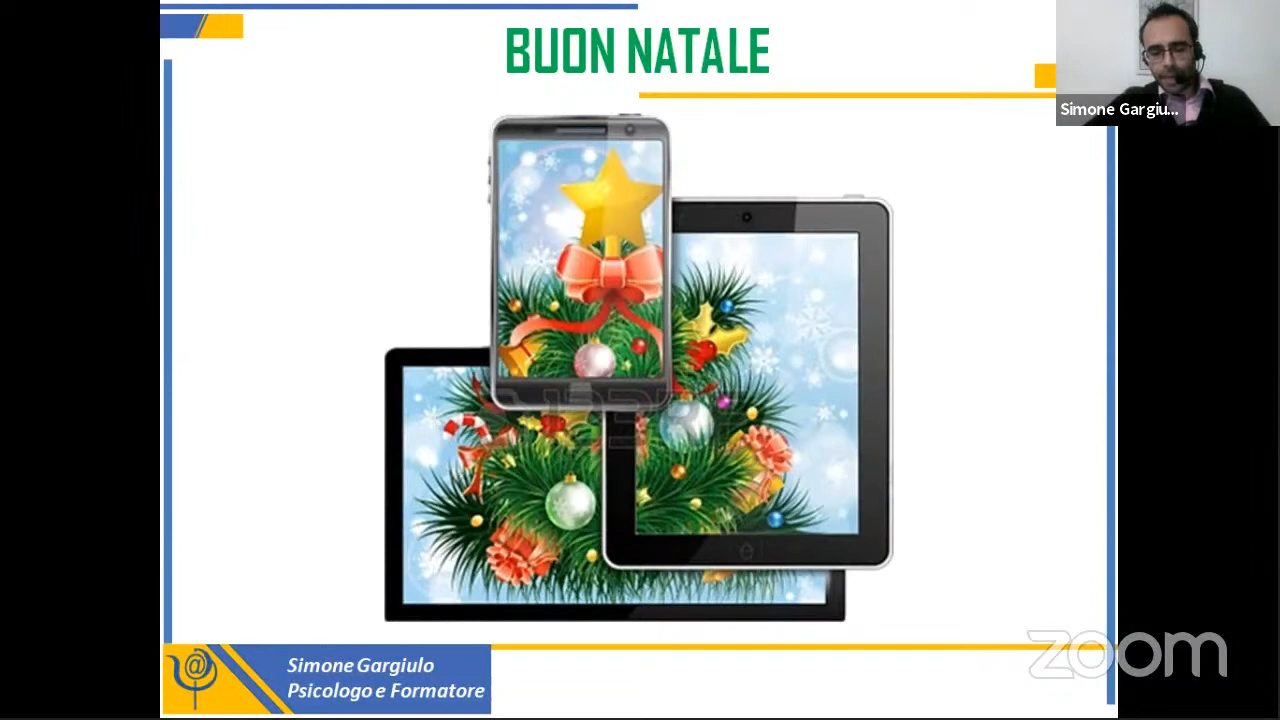 BUON NATALE
Simone Gargiu...
@
Simone Gargiulo
Psicologo e Formatore
zoom